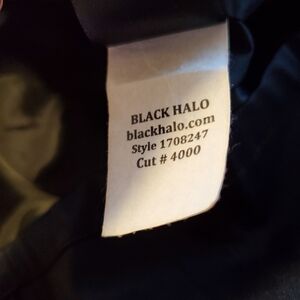 BLACK HALO
blackhalo.com
Style 1708247
Cut # 4000